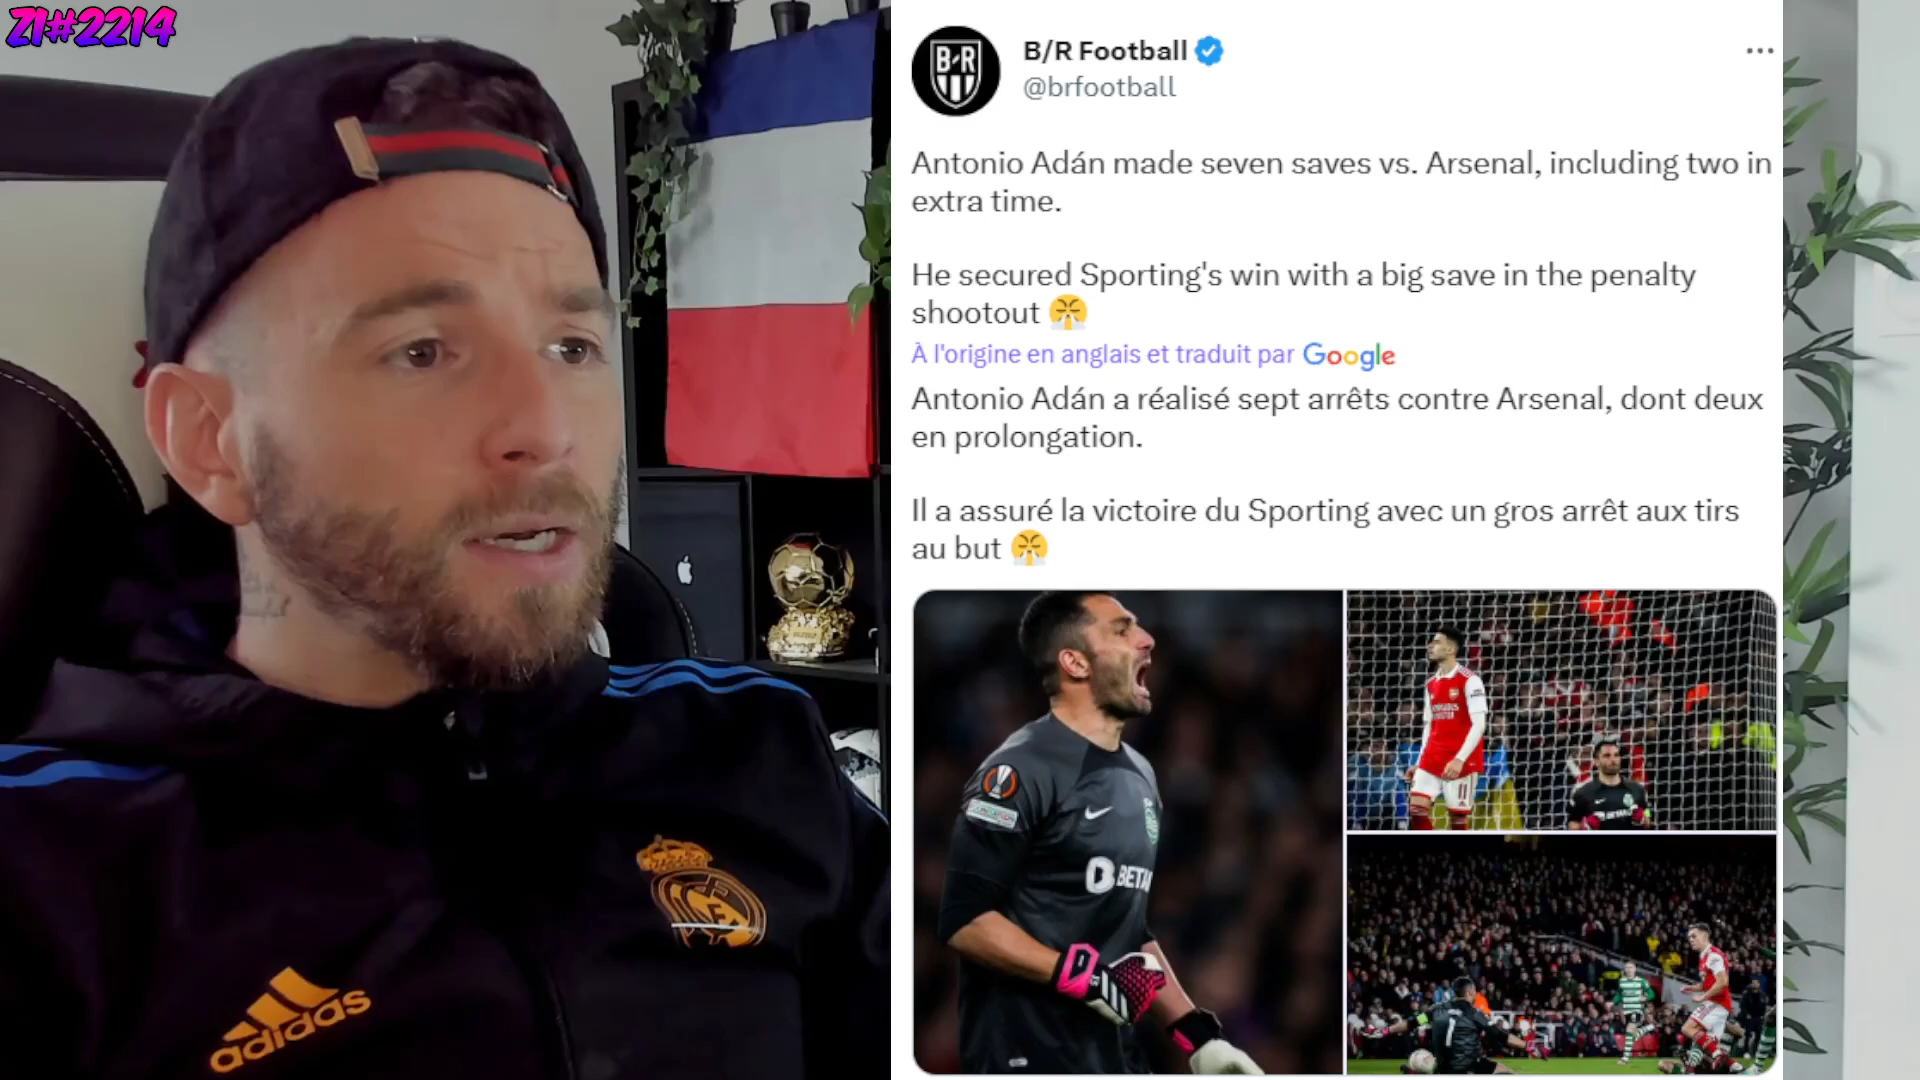 Z1#2214
B/R Football
@brfootball
Antonio Adán made seven saves vs. Arsenal, including two in
extra time.
He secured Sporting's win with a big save in the penalty
shootout 😤
À l'origine en anglais et traduit par Google
Antonio Adán a réalisé sept arrêts contre Arsenal, dont deux
en prolongation.
Il a assuré la victoire du Sporting avec un gros arrêt aux tirs
au but 😤
B/R
adidas
11
1